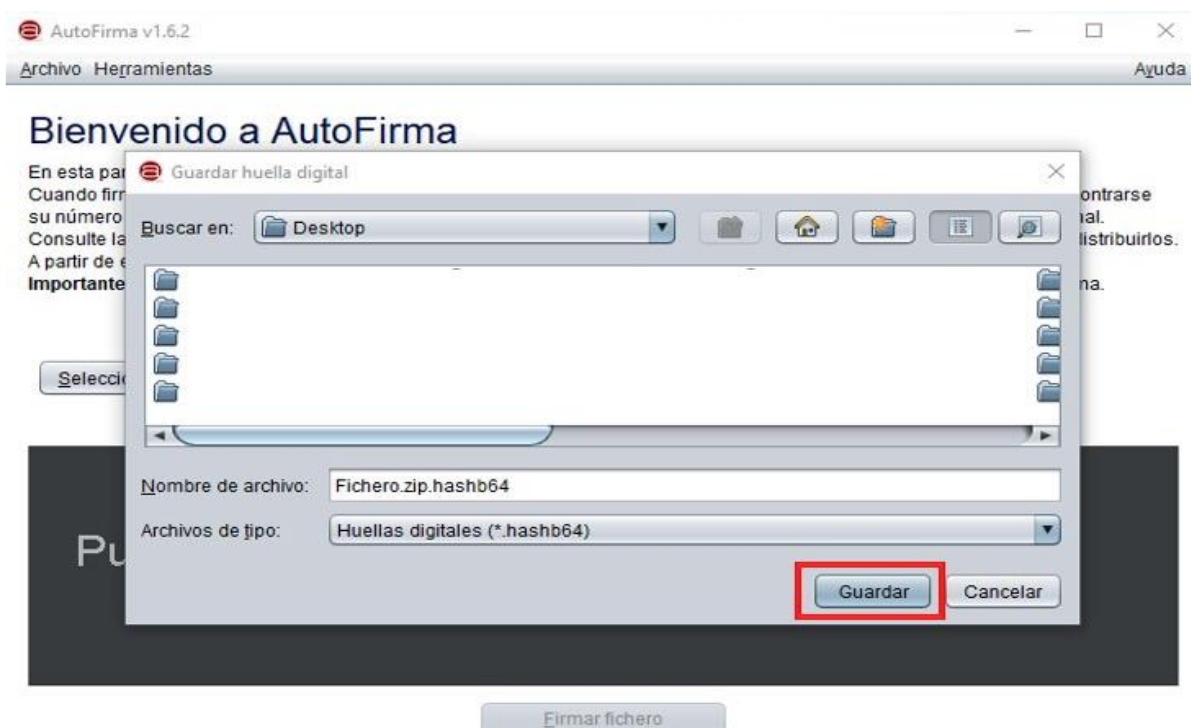 AutoFirma v1.6.2
Archivo Herramientas Ayuda
Bienvenido a AutoFirma
En esta par
Cuando firr
ontrarse
su número
nal.
Consulte la
listribuirlos.
A partir de e
Importante
na.
Guardar huella digital
Buscar en: Desktop
Selecci
Nombre de archivo: Fichero.zip.hashb64
Archivos de tipo: Huellas digitales (*.hashb64)
Pu
Guardar Cancelar
Firmar fichero